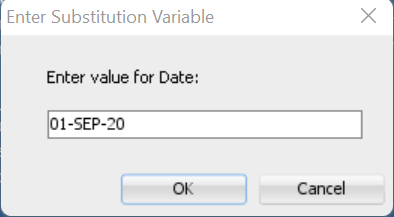 Enter Substitution Variable
Enter value for Date:
01-SEP-20
OK
Cancel